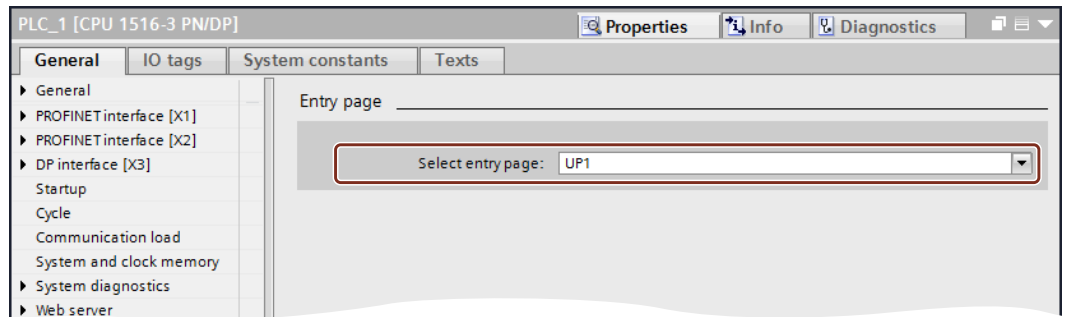 PLC_1 [CPU 1516-3 PN/DP]
Properties Info Diagnostics
General IO tags System constants Texts
General
PROFINET interface [X1]
PROFINET interface [X2]
DP interface [X3]
Startup
Cycle
Communication load
System and clock memory
System diagnostics
Web server
Entry page
Select entry page: UP1